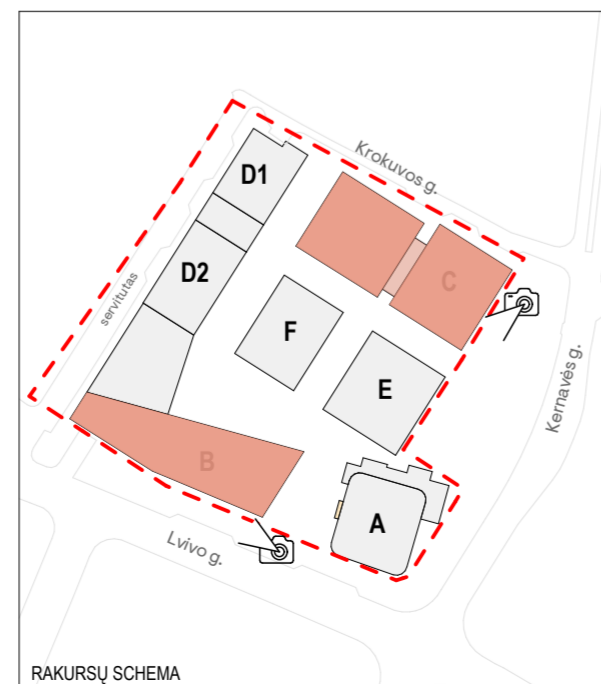 Krokuvos g.
D1
D2
C
servitutas
F
E
Kernavės g.
B
A
Lvivo g.
RAKURSŲ SCHEMA